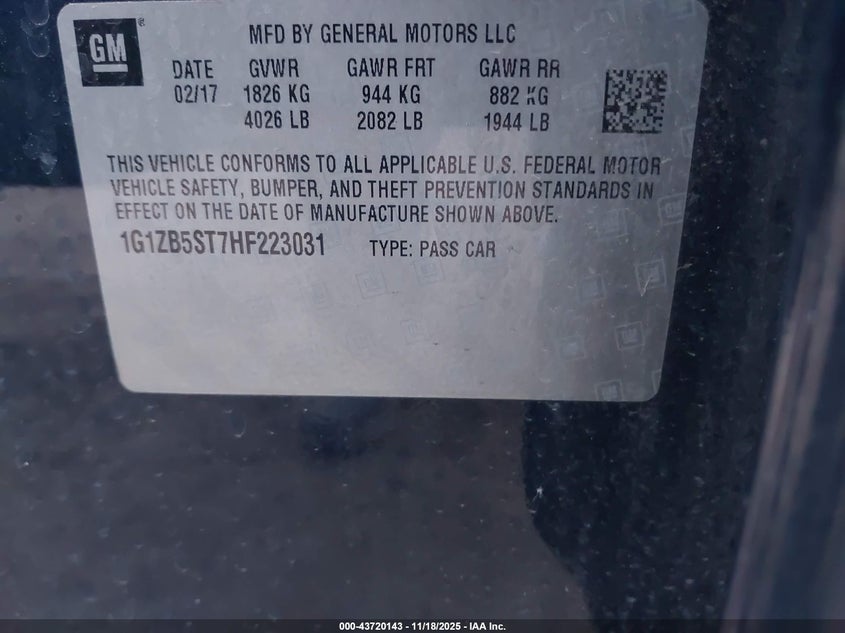 GM
®
MFD BY GENERAL MOTORS LLC
DATE GVWR GAWR FRT GAWR RR
02/17 1826 KG 944 KG 882 KG
4026 LB 2082 LB 1944 LB
THIS VEHICLE CONFORMS TO ALL APPLICABLE U.S. FEDERAL MOTOR
VEHICLE SAFETY, BUMPER, AND THEFT PREVENTION STANDARDS IN
EFFECT ON THE DATE OF MANUFACTURE SHOWN ABOVE.
1G1ZB5ST7HF223031 TYPE: PASS CAR
000-43720143 - 11/18/2025 - IAA Inc.